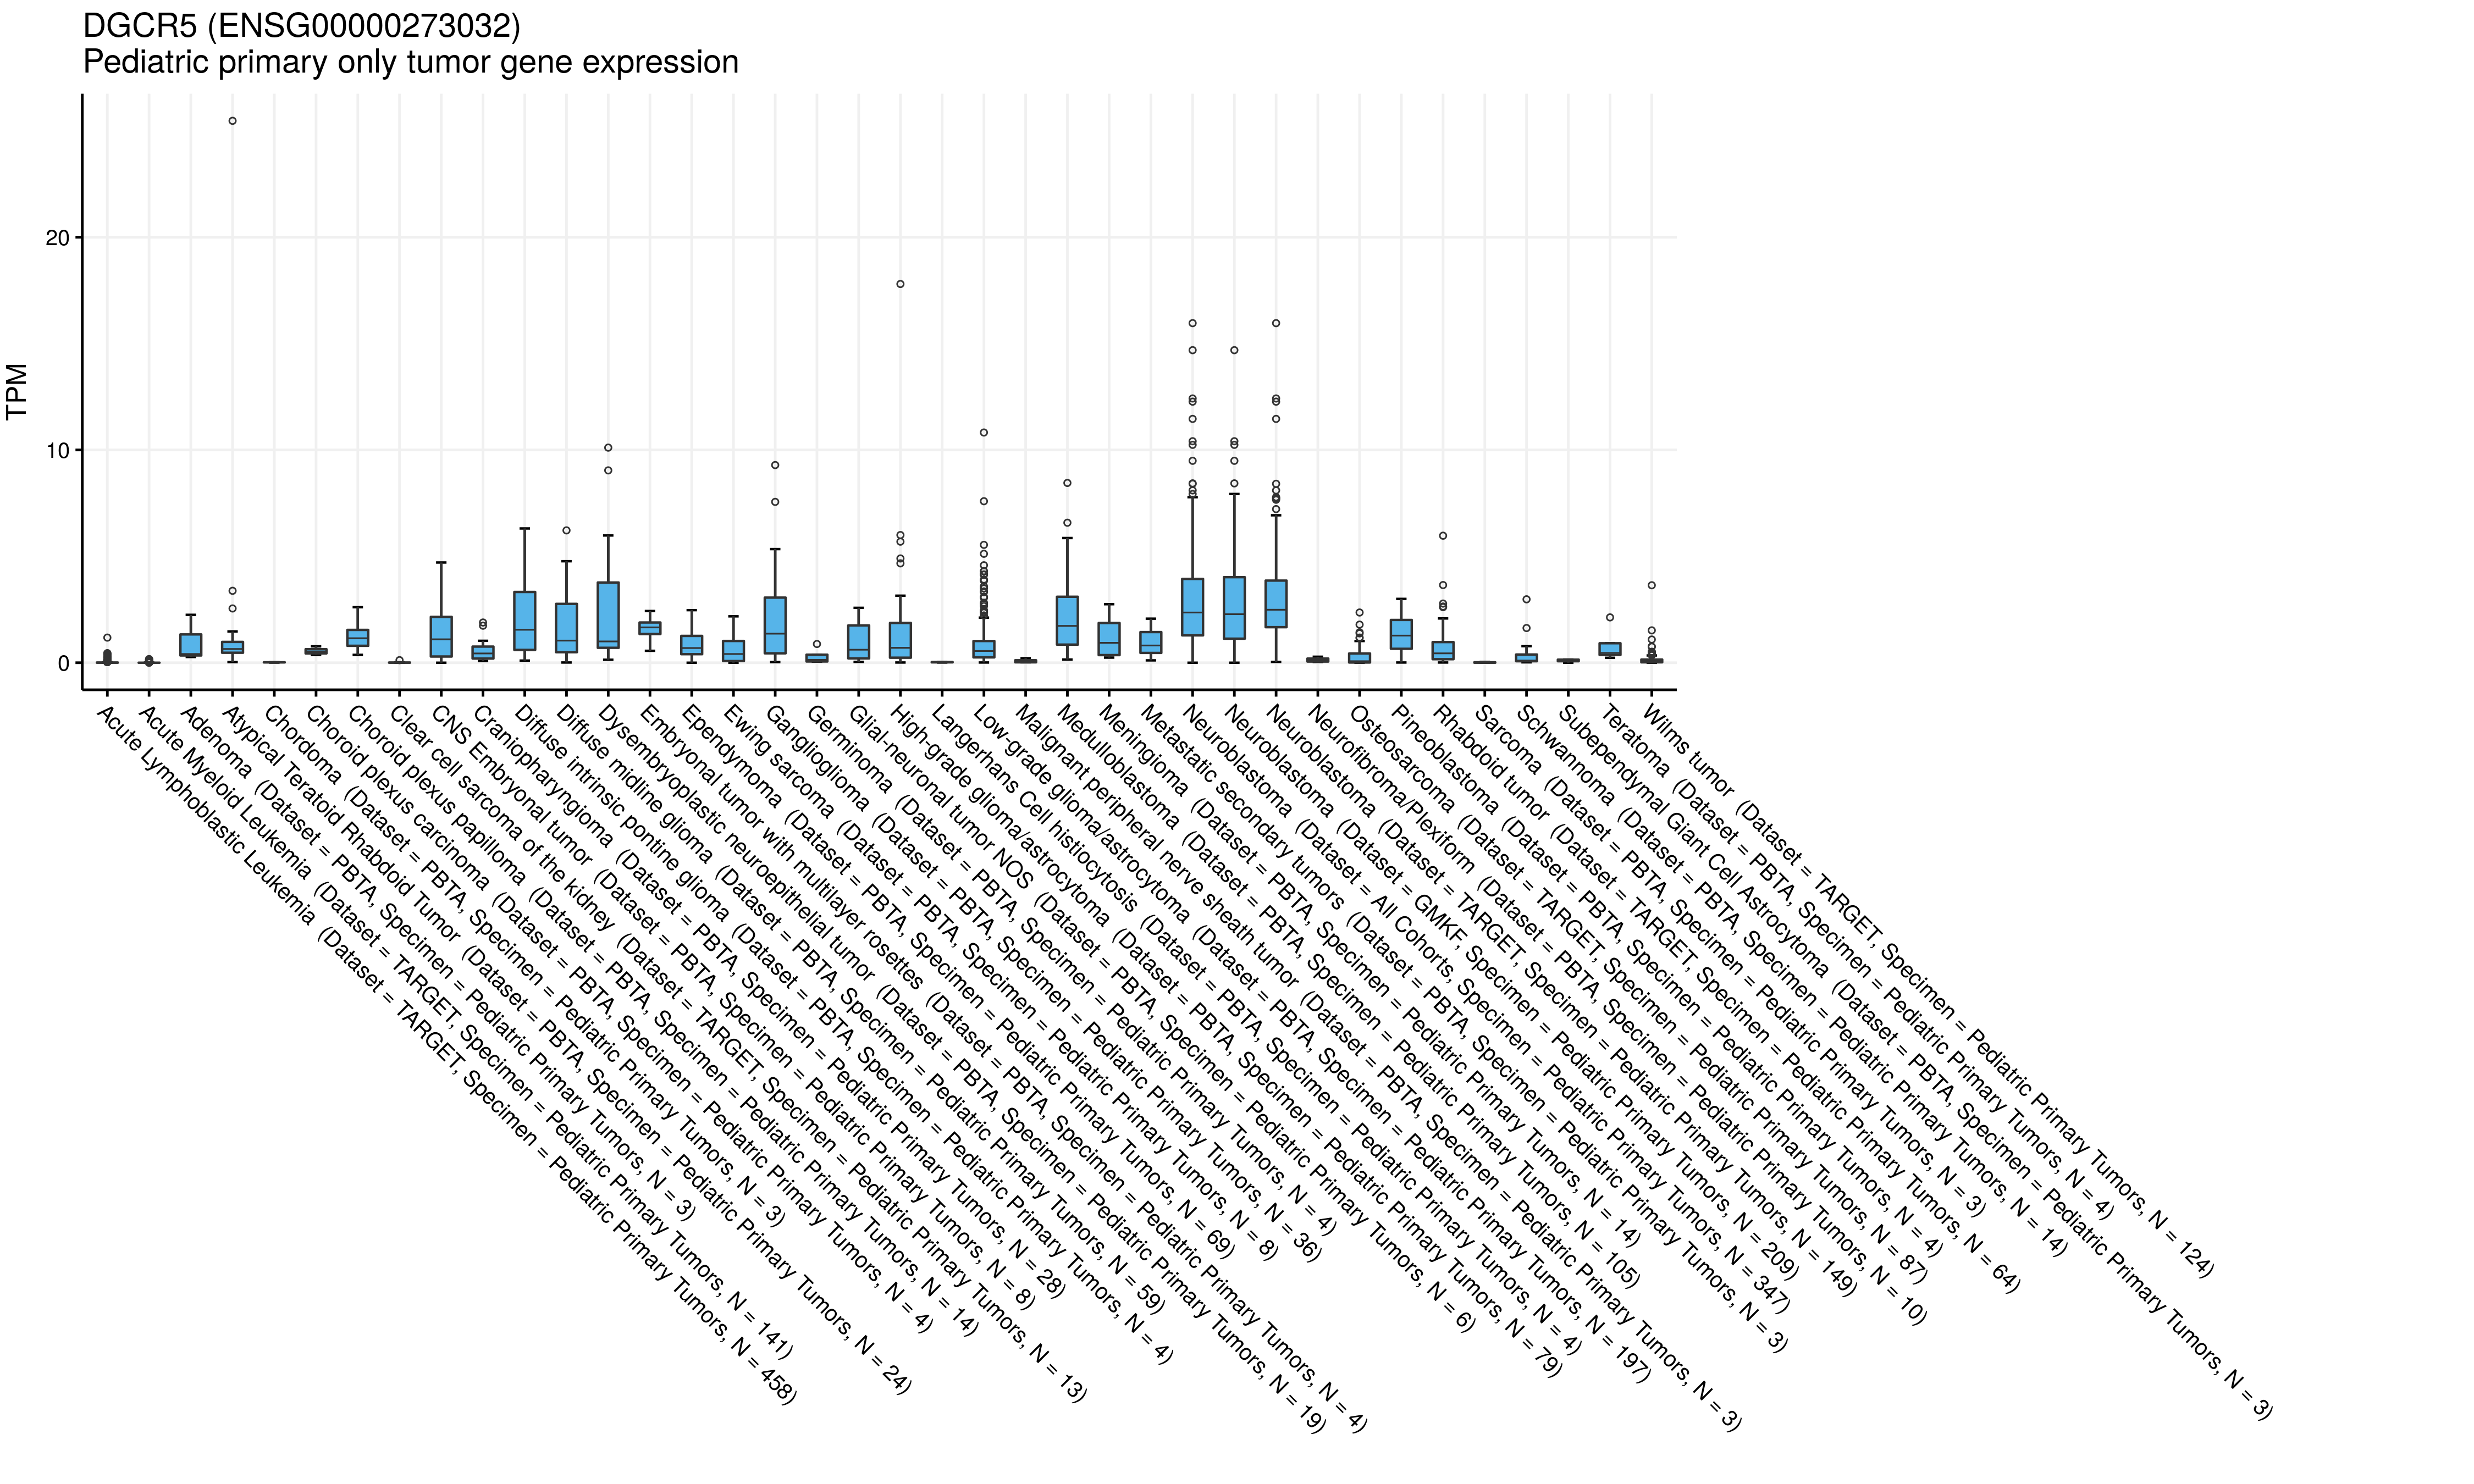 DGCR5 (ENSG00000273032)
Pediatric primary only tumor gene expression
TPM
20
10
0
Acute Lymphoblastic Leukemia (Dataset = TARGET, Specimen = Pediatric Primary Tumors, N = 458)
Acute Myeloid Leukemia (Dataset = TARGET, Specimen = Pediatric Primary Tumors, N = 141)
Adenoma (Dataset = PBTA, Specimen = Pediatric Primary Tumors, N = 3)
Atypical Teratoid Rhabdoid Tumor (Dataset = PBTA, Specimen = Pediatric Primary Tumors, N = 24)
Chordoma (Dataset = PBTA, Specimen = Pediatric Primary Tumors, N = 3)
Choroid plexus carcinoma (Dataset = PBTA, Specimen = Pediatric Primary Tumors, N = 4)
Choroid plexus papilloma (Dataset = PBTA, Specimen = Pediatric Primary Tumors, N = 14)
Clear cell sarcoma of the kidney (Dataset = TARGET, Specimen = Pediatric Primary Tumors, N = 13)
CNS Embryonal tumor (Dataset = PBTA, Specimen = Pediatric Primary Tumors, N = 8)
Craniopharyngioma (Dataset = PBTA, Specimen = Pediatric Primary Tumors, N = 28)
Diffuse intrinsic pontine glioma (Dataset = PBTA, Specimen = Pediatric Primary Tumors, N = 4)
Diffuse midline glioma (Dataset = PBTA, Specimen = Pediatric Primary Tumors, N = 59)
Dysembryoplastic neuroepithelial tumor (Dataset = PBTA, Specimen = Pediatric Primary Tumors, N = 19)
Embryonal tumor with multilayer rosettes (Dataset = PBTA, Specimen = Pediatric Primary Tumors, N = 4)
Ependymoma (Dataset = PBTA, Specimen = Pediatric Primary Tumors, N = 69)
Ewing sarcoma (Dataset = PBTA, Specimen = Pediatric Primary Tumors, N = 8)
Ganglioglioma (Dataset = PBTA, Specimen = Pediatric Primary Tumors, N = 36)
Germinoma (Dataset = PBTA, Specimen = Pediatric Primary Tumors, N = 4)
Glial-neuronal tumor NOS (Dataset = PBTA, Specimen = Pediatric Primary Tumors, N = 6)
High-grade glioma/astrocytoma (Dataset = PBTA, Specimen = Pediatric Primary Tumors, N = 79)
Langerhans Cell histiocytosis (Dataset = PBTA, Specimen = Pediatric Primary Tumors, N = 4)
Low-grade glioma/astrocytoma (Dataset = PBTA, Specimen = Pediatric Primary Tumors, N = 197)
Malignant peripheral nerve sheath tumor (Dataset = PBTA, Specimen = Pediatric Primary Tumors, N = 3)
Medulloblastoma (Dataset = PBTA, Specimen = Pediatric Primary Tumors, N = 105)
Meningioma (Dataset = PBTA, Specimen = Pediatric Primary Tumors, N = 14)
Metastatic secondary tumors (Dataset = PBTA, Specimen = Pediatric Primary Tumors, N = 3)
Neuroblastoma (Dataset = All Cohorts, Specimen = Pediatric Primary Tumors, N = 347)
Neuroblastoma (Dataset = GMKF, Specimen = Pediatric Primary Tumors, N = 209)
Neuroblastoma (Dataset = TARGET, Specimen = Pediatric Primary Tumors, N = 149)
Neurofibroma/Plexiform (Dataset = PBTA, Specimen = Pediatric Primary Tumors, N = 10)
Osteosarcoma (Dataset = TARGET, Specimen = Pediatric Primary Tumors, N = 87)
Pineoblastoma (Dataset = PBTA, Specimen = Pediatric Primary Tumors, N = 4)
Rhabdoid tumor (Dataset = TARGET, Specimen = Pediatric Primary Tumors, N = 64)
Sarcoma (Dataset = PBTA, Specimen = Pediatric Primary Tumors, N = 3)
Schwannoma (Dataset = PBTA, Specimen = Pediatric Primary Tumors, N = 14)
Subependymal Giant Cell Astrocytoma (Dataset = PBTA, Specimen = Pediatric Primary Tumors, N = 3)
Teratoma (Dataset = PBTA, Specimen = Pediatric Primary Tumors, N = 4)
Wilms tumor (Dataset = TARGET, Specimen = Pediatric Primary Tumors, N = 124)